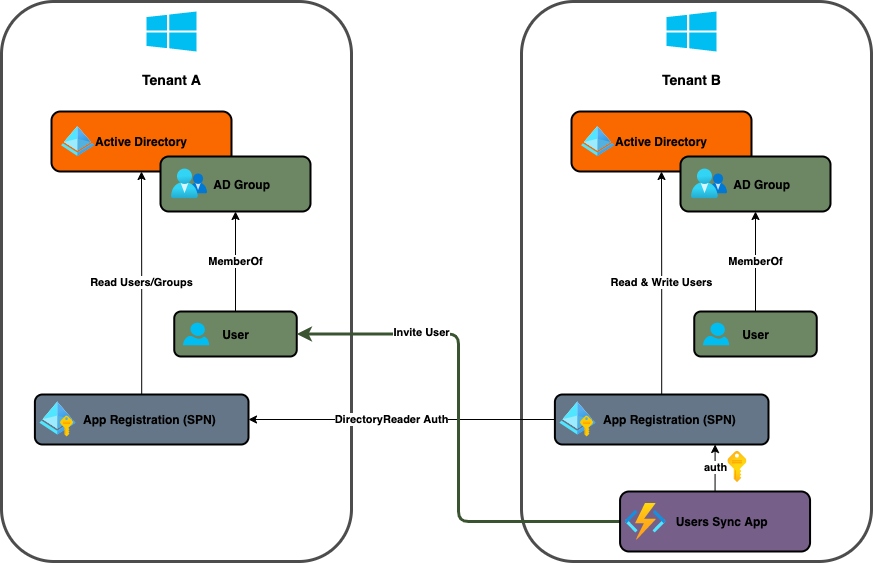 Tenant A
Active Directory
AD Group
MemberOf
Read Users/Groups
User
App Registration (SPN)
Tenant B
Active Directory
AD Group
MemberOf
Read & Write Users
User
App Registration (SPN)
Invite User
DirectoryReader Auth
auth
Users Sync App